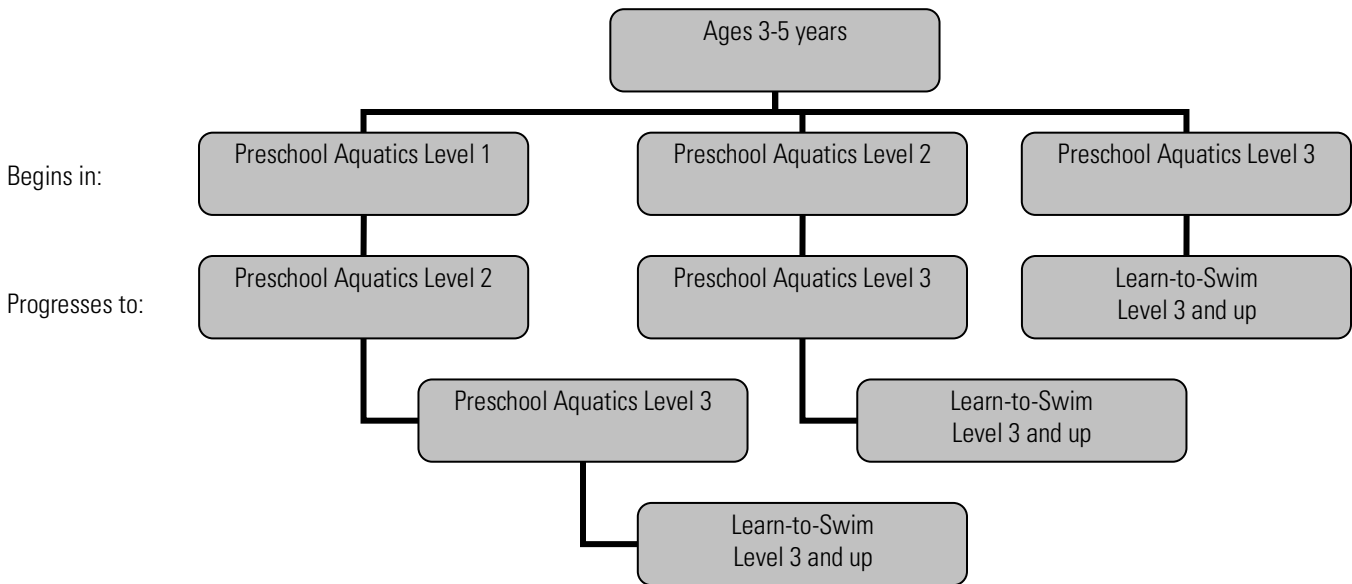 Ages 3-5 years
Begins in:
Preschool Aquatics Level 1
Preschool Aquatics Level 2
Preschool Aquatics Level 3
Progresses to:
Preschool Aquatics Level 2
Preschool Aquatics Level 3
Learn-to-Swim
Level 3 and up
Preschool Aquatics Level 3
Learn-to-Swim
Level 3 and up
Learn-to-Swim
Level 3 and up